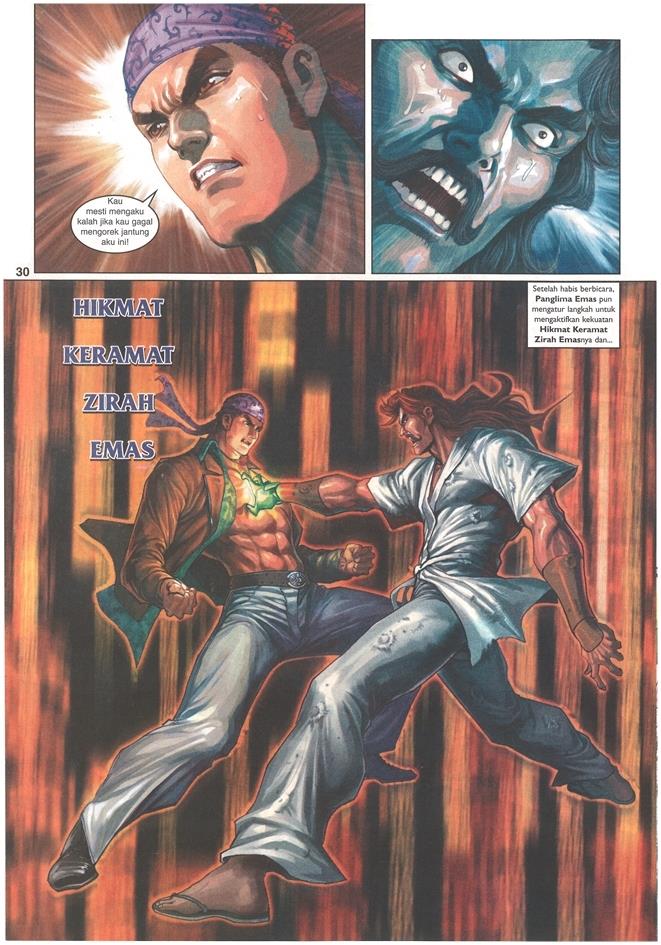 Kau
mesti mengaku
kalah jika kau gagal
mengorek jantung
aku ini!
30
Setelah habis berbicara,
Panglima Emas pun
mengatur langkah untuk
mengaktifkan kekuatan
Hikmat Keramat
Zirah Emasnya dan...
HIKMAT
KERAMAT
ZIRAH
EMAS